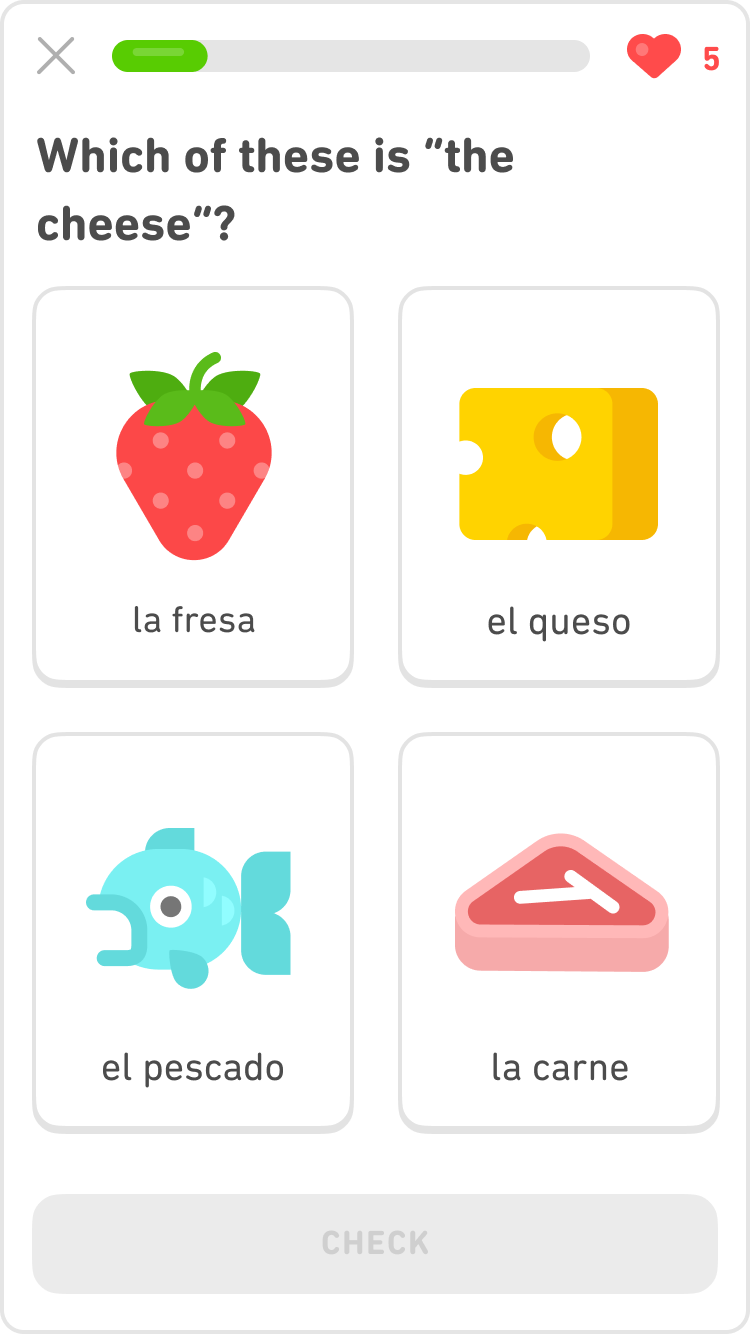 5
Which of these is "the
cheese"?
la fresa
el queso
el pescado
la carne
CHECK